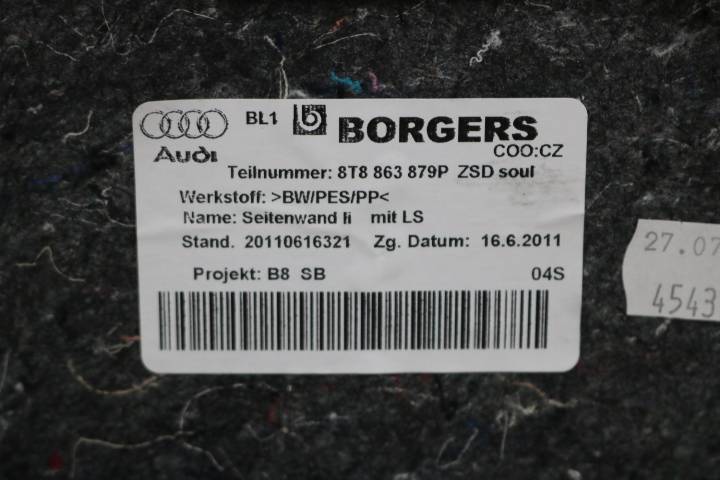 BL1 BORGERS
Audi
COO:CZ
Teilnummer: 8T8 863 879P ZSD soul
Werkstoff: >BW/PES/PP<
Name: Seitenwand li mit LS
Stand. 20110616321 Zg. Datum: 16.6.2011
Projekt: B8 SB 04S
27.07
4543